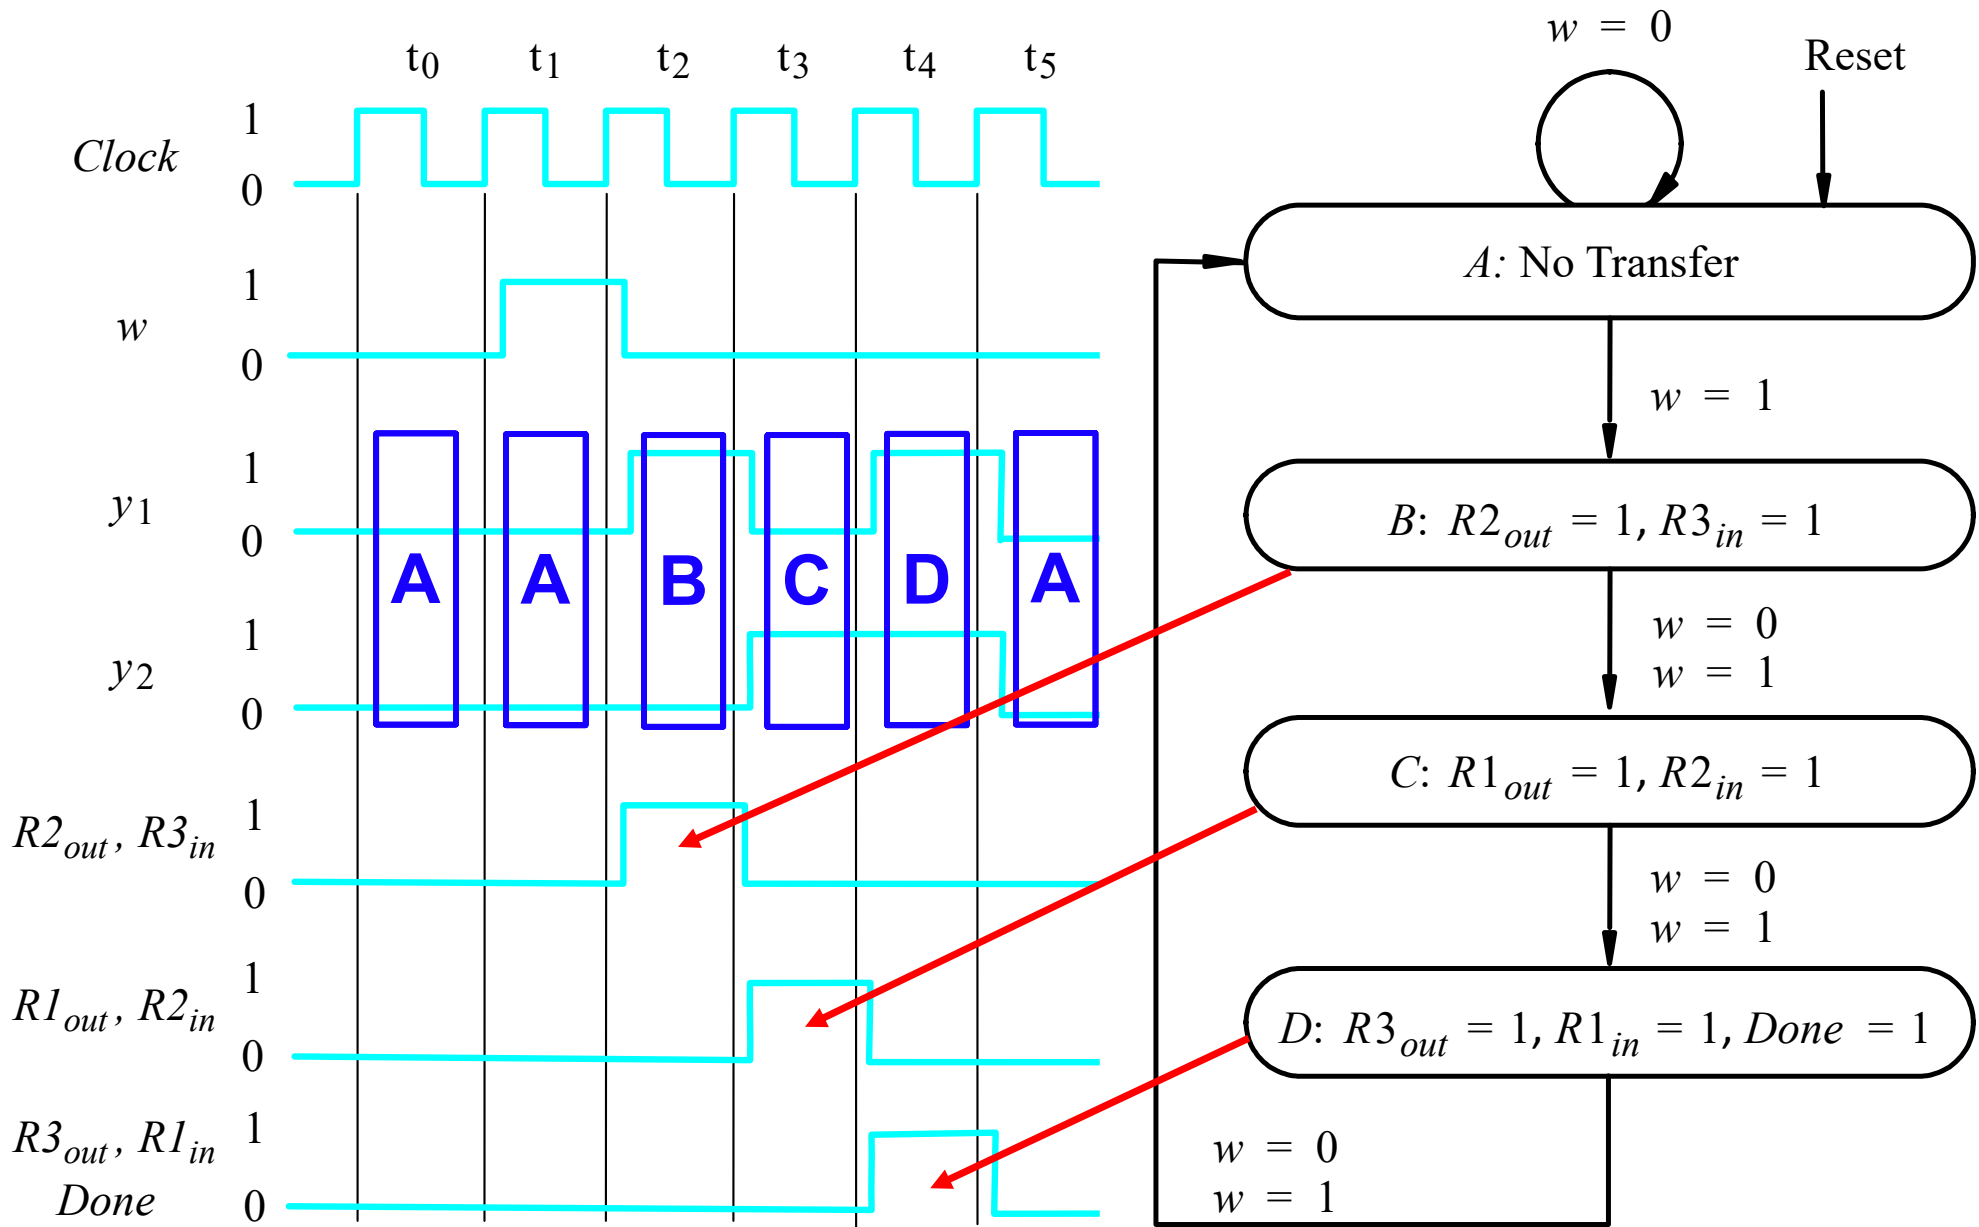 t0 t1 t2 t3 t4 t5
Clock 1 0
w 1 0
y1 1 0
A A B C D A
y2 1 0
R2out, R3in 1 0
R1out, R2in 1 0
R3out, R1in 1
Done 0
w = 0
Reset
A: No Transfer
w = 1
B: R2out = 1, R3in = 1
w = 0
w = 1
C: R1out = 1, R2in = 1
w = 0
w = 1
D: R3out = 1, R1in = 1, Done = 1
w = 0
w = 1